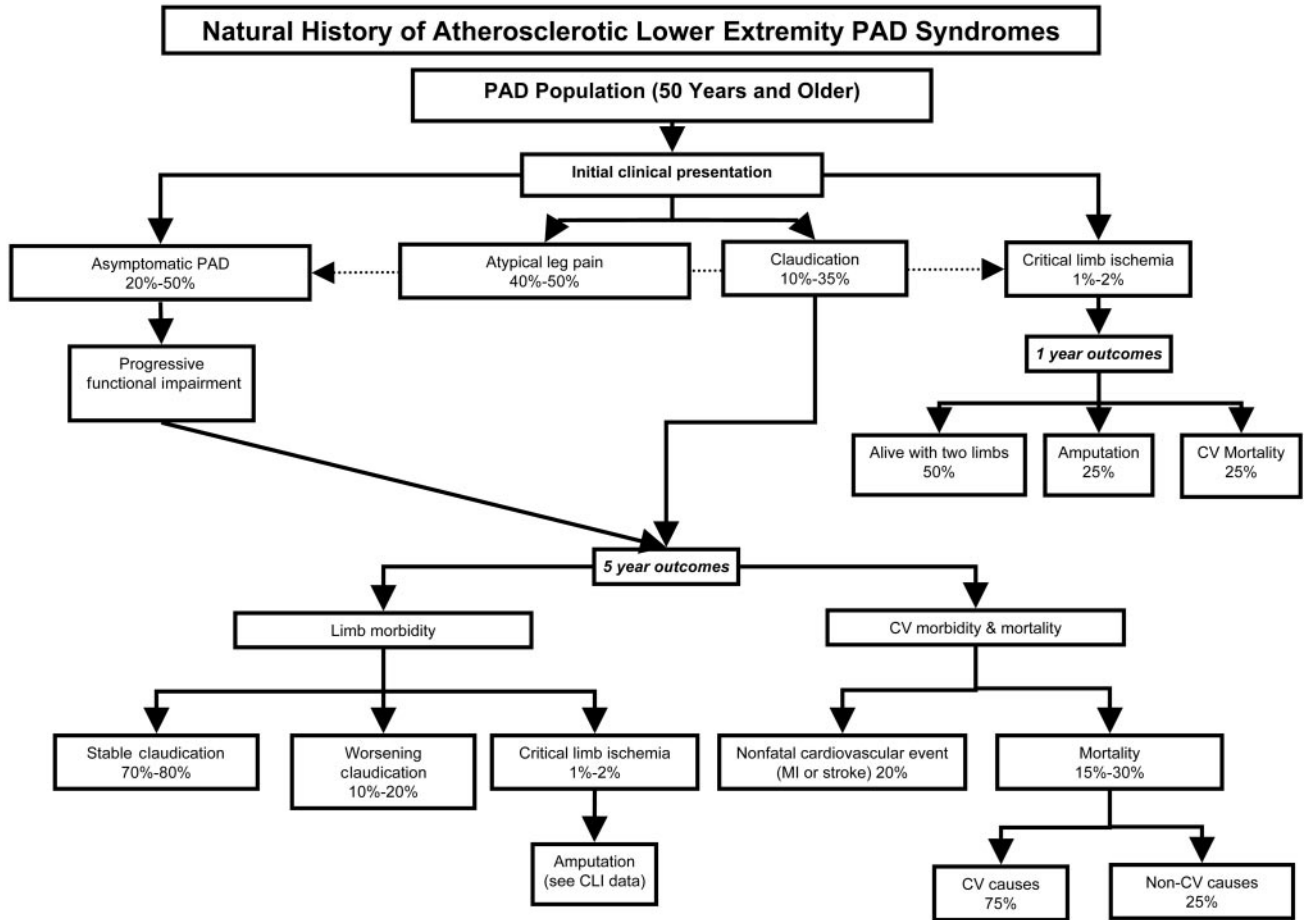 Natural History of Atherosclerotic Lower Extremity PAD Syndromes
PAD Population (50 Years and Older)
Initial clinical presentation
Asymptomatic PAD
20%-50%
Atypical leg pain
40%-50%
Claudication
10%-35%
Critical limb ischemia
1%-2%
Progressive
functional impairment
1 year outcomes
Alive with two limbs
50%
Amputation
25%
CV Mortality
25%
5 year outcomes
Limb morbidity
CV morbidity & mortality
Stable claudication
70%-80%
Worsening
claudication
10%-20%
Critical limb ischemia
1%-2%
Nonfatal cardiovascular event
(MI or stroke) 20%
Mortality
15%-30%
Amputation
(see CLI data)
CV causes
75%
Non-CV causes
25%